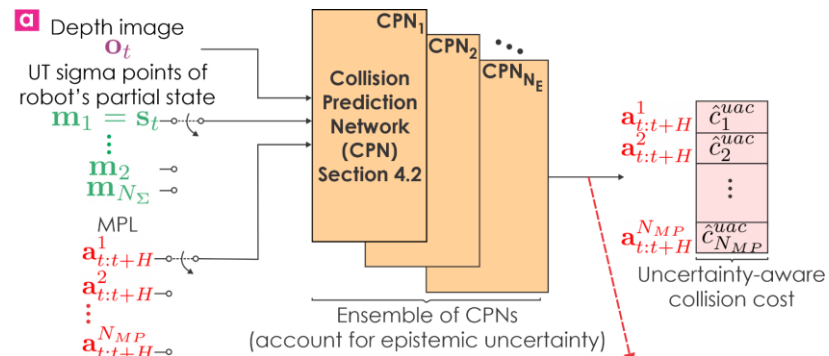 a
Depth image
o_t
UT sigma points of
robot's partial state
m_1 = s_t
⋮
m_2
m_{N_Σ}
MPL
a^1_{t:t+H}
a^2_{t:t+H}
⋮
a^{N_{MP}}_{t:t+H}
CPN_1
Collision
Prediction
Network
(CPN)
Section 4.2
CPN_2
CPN_{N_E}
Ensemble of CPNs
(account for epistemic uncertainty)
a^1_{t:t+H} ĉ^{uac}_1
a^2_{t:t+H} ĉ^{uac}_2
⋮
a^{N_{MP}}_{t:t+H} ĉ^{uac}_{N_{MP}}
Uncertainty-aware
collision cost